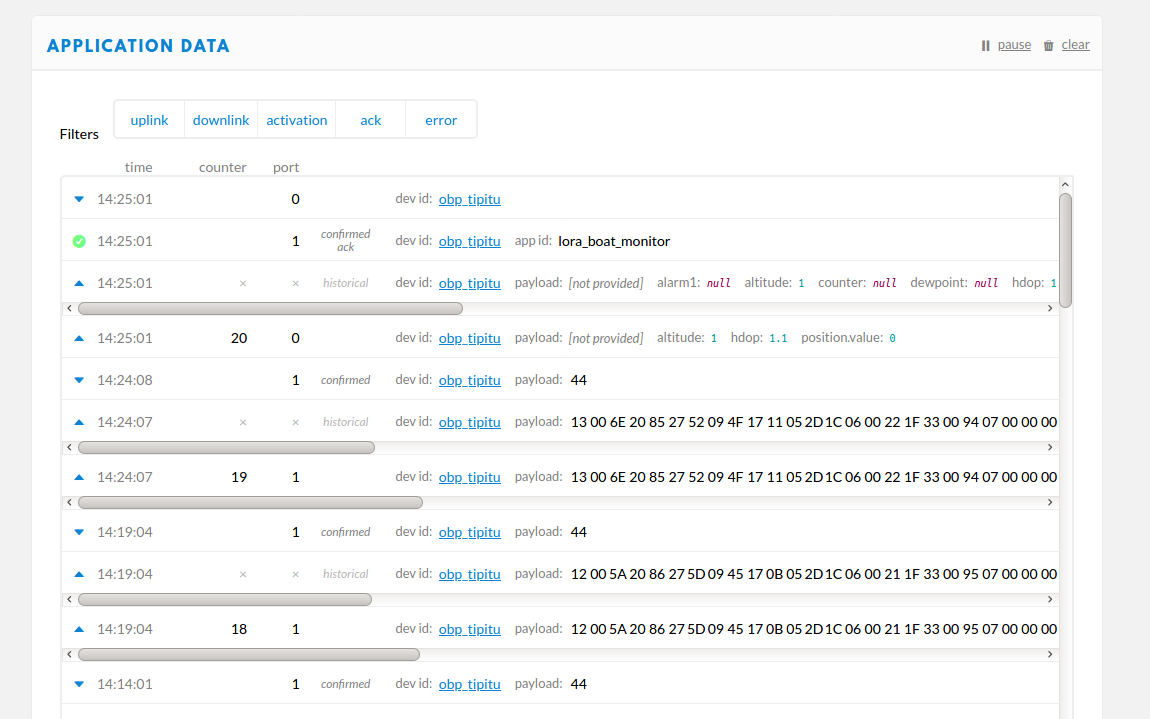 APPLICATION DATA
pause clear
Filters uplink downlink activation ack error
time counter port
14:25:01 0 dev id: obp_tipitu
14:25:01 1 confirmed ack dev id: obp_tipitu app id: lora_boat_monitor
14:25:01 × × historical dev id: obp_tipitu payload: [not provided] alarm1: null altitude: 1 counter: null dewpoint: null hdop: 1
14:25:01 20 0 dev id: obp_tipitu payload: [not provided] altitude: 1 hdop: 1.1 position.value: 0
14:24:08 1 confirmed dev id: obp_tipitu payload: 44
14:24:07 × × historical dev id: obp_tipitu payload: 13 00 6E 20 85 27 52 09 4F 17 11 05 2D 1C 06 00 22 1F 33 00 94 07 00 00 00
14:24:07 19 1 dev id: obp_tipitu payload: 13 00 6E 20 85 27 52 09 4F 17 11 05 2D 1C 06 00 22 1F 33 00 94 07 00 00 00
14:19:04 1 confirmed dev id: obp_tipitu payload: 44
14:19:04 × × historical dev id: obp_tipitu payload: 12 00 5A 20 86 27 5D 09 45 17 0B 05 2D 1C 06 00 21 1F 33 00 95 07 00 00 00
14:19:04 18 1 dev id: obp_tipitu payload: 12 00 5A 20 86 27 5D 09 45 17 0B 05 2D 1C 06 00 21 1F 33 00 95 07 00 00 00
14:14:01 1 confirmed dev id: obp_tipitu payload: 44